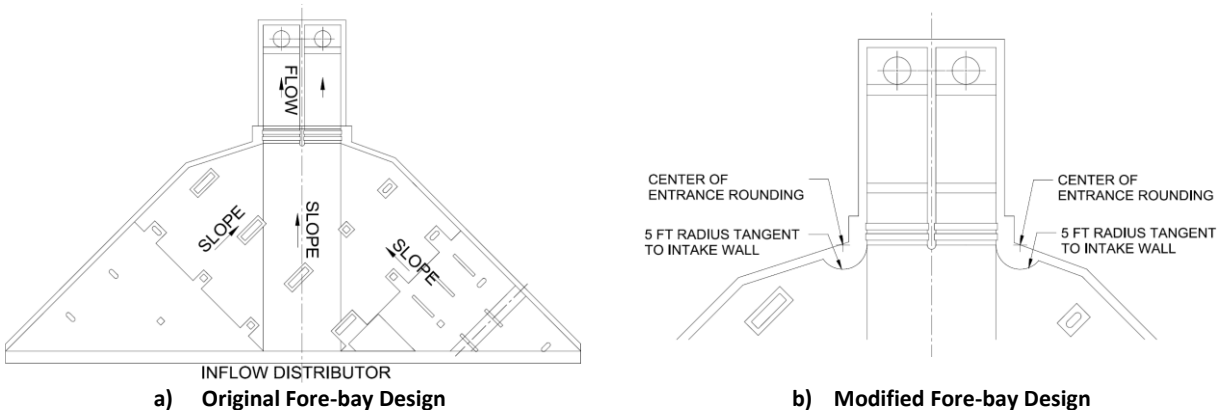 FLOW
SLOPE
SLOPE
SLOPE
INFLOW DISTRIBUTOR
a) Original Fore-bay Design
CENTER OF
ENTRANCE ROUNDING
5 FT RADIUS TANGENT
TO INTAKE WALL
CENTER OF
ENTRANCE ROUNDING
5 FT RADIUS TANGENT
TO INTAKE WALL
b) Modified Fore-bay Design